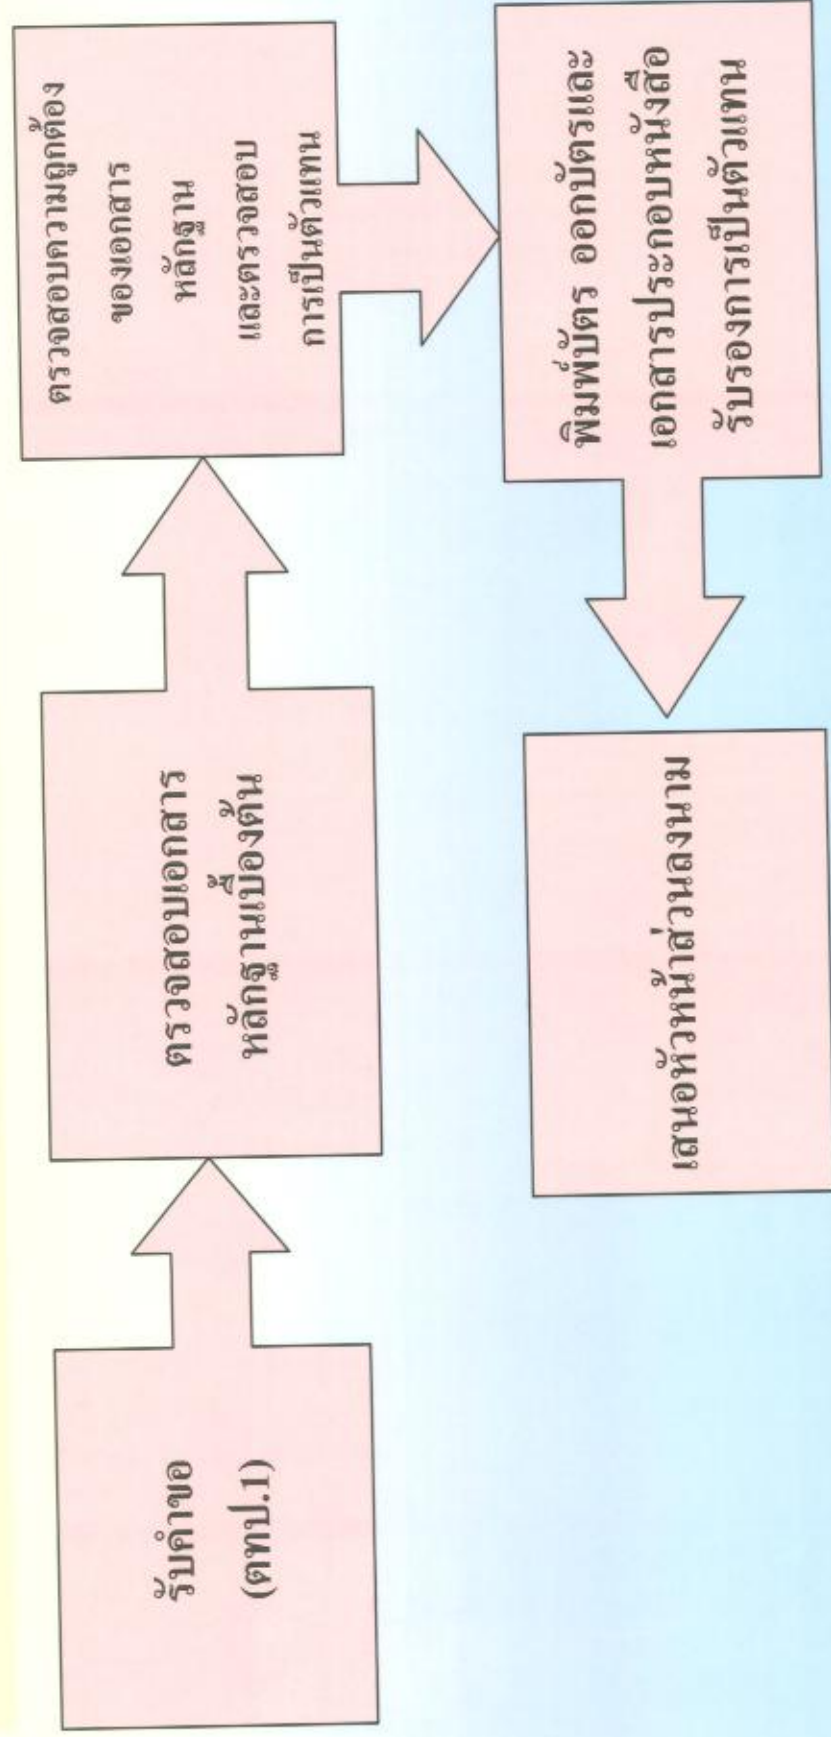 รับคำขอ
(ตทป.1)
ตรวจสอบเอกสาร
หลักฐานเบื้องต้น
ตรวจสอบความถูกต้อง
ของเอกสาร
หลักฐาน
และตรวจสอบ
การเป็นตัวแทน
พิมพ์บัตร ออกบัตรและ
เอกสารประกอบหนังสือ
รับรองการเป็นตัวแทน
เสนอหัวหน้าส่วนลงนาม